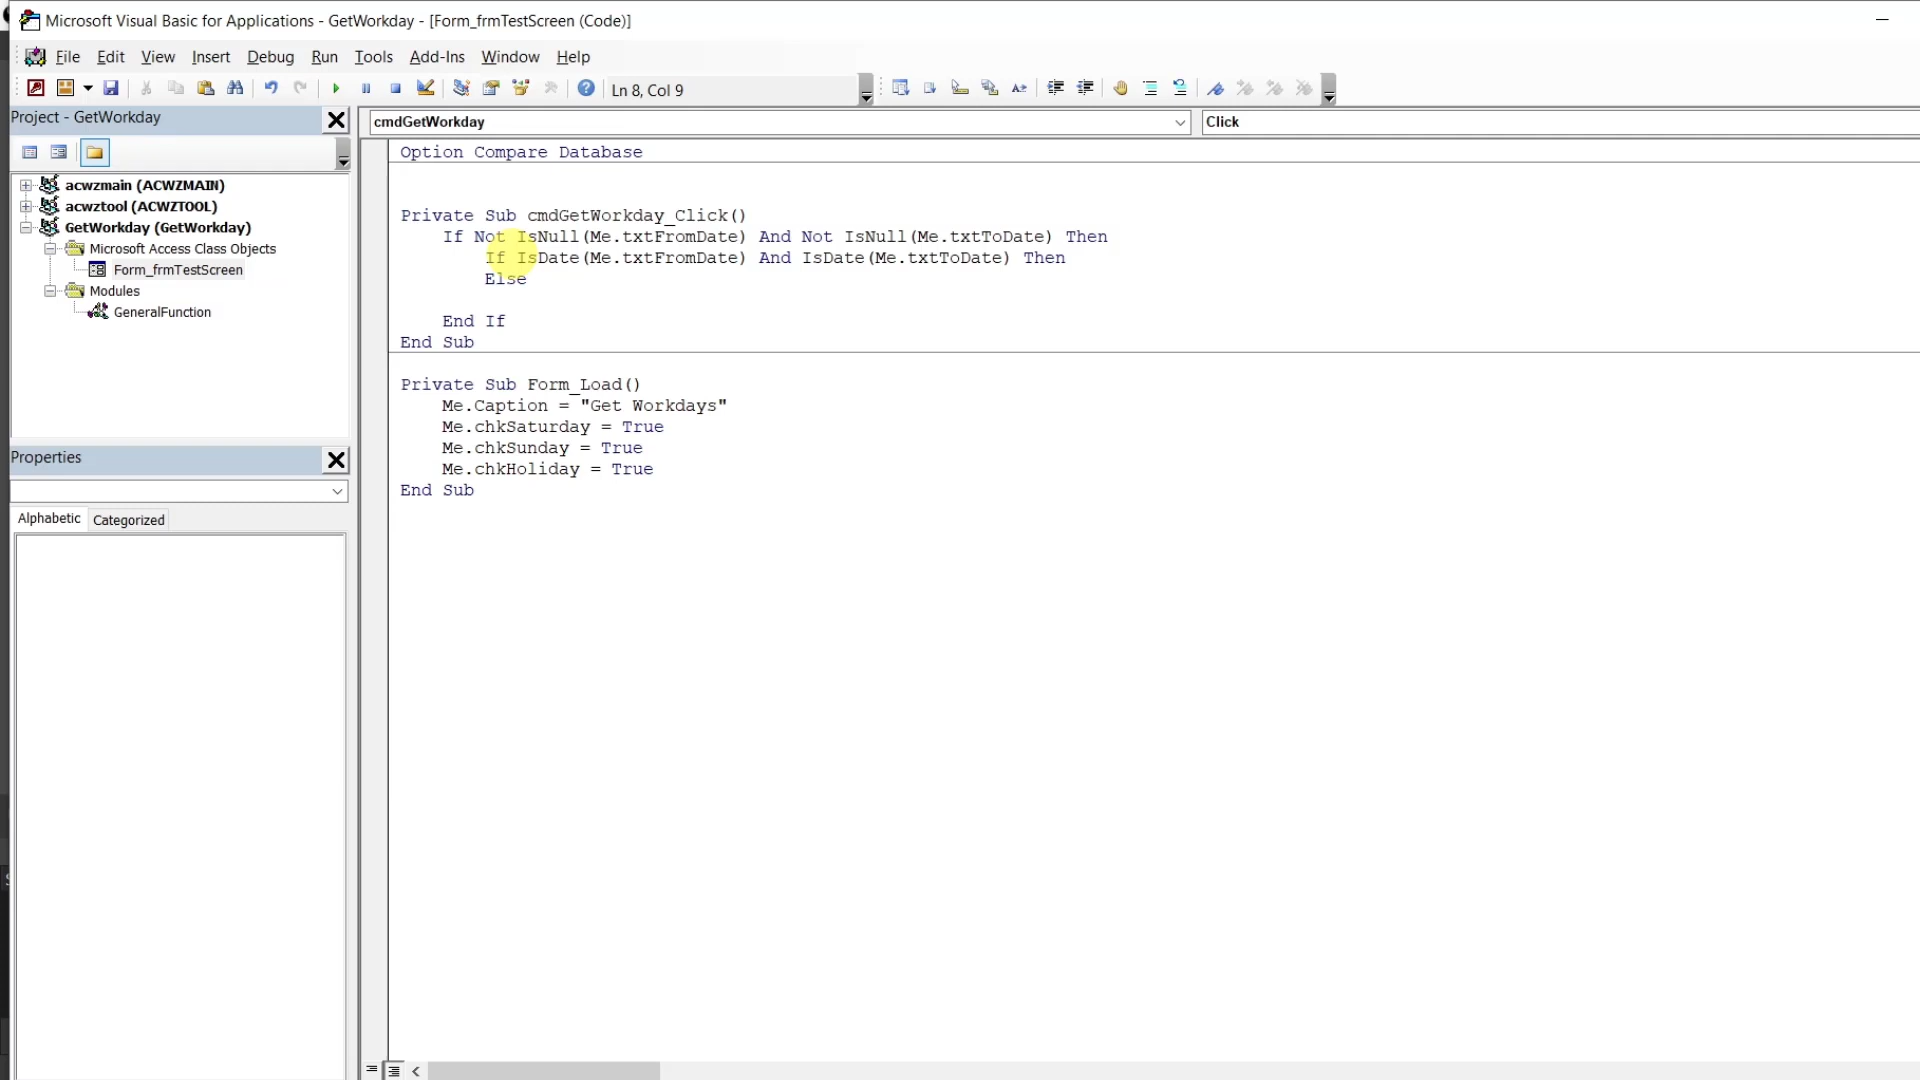 Microsoft Visual Basic for Applications - GetWorkday - [Form_frmTestScreen (Code)]
File Edit View Insert Debug Run Tools Add-Ins Window Help
Ln 8, Col 9
Project - GetWorkday
acwzmain (ACWZMAIN)
acwztool (ACWZTOOL)
GetWorkday (GetWorkday)
Microsoft Access Class Objects
Form_frmTestScreen
Modules
GeneralFunction
Properties
Alphabetic Categorized
cmdGetWorkday
Click
Option Compare Database
Private Sub cmdGetWorkday_Click()
If Not IsNull(Me.txtFromDate) And Not IsNull(Me.txtToDate) Then
If IsDate(Me.txtFromDate) And IsDate(Me.txtToDate) Then
Else
End If
End Sub
Private Sub Form_Load()
Me.Caption = "Get Workdays"
Me.chkSaturday = True
Me.chkSunday = True
Me.chkHoliday = True
End Sub